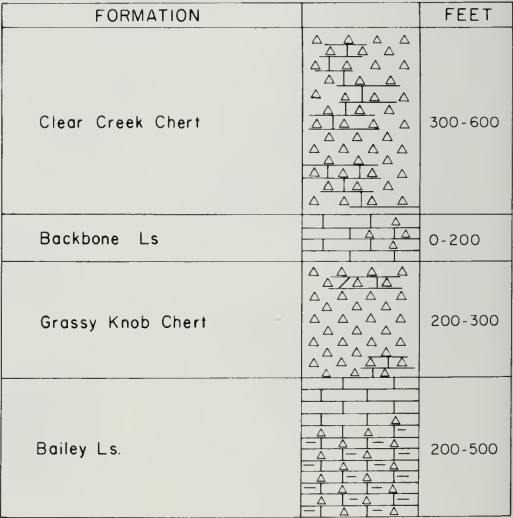 FORMATION FEET
Clear Creek Chert 300-600
Backbone Ls 0-200
Grassy Knob Chert 200-300
Bailey Ls. 200-500